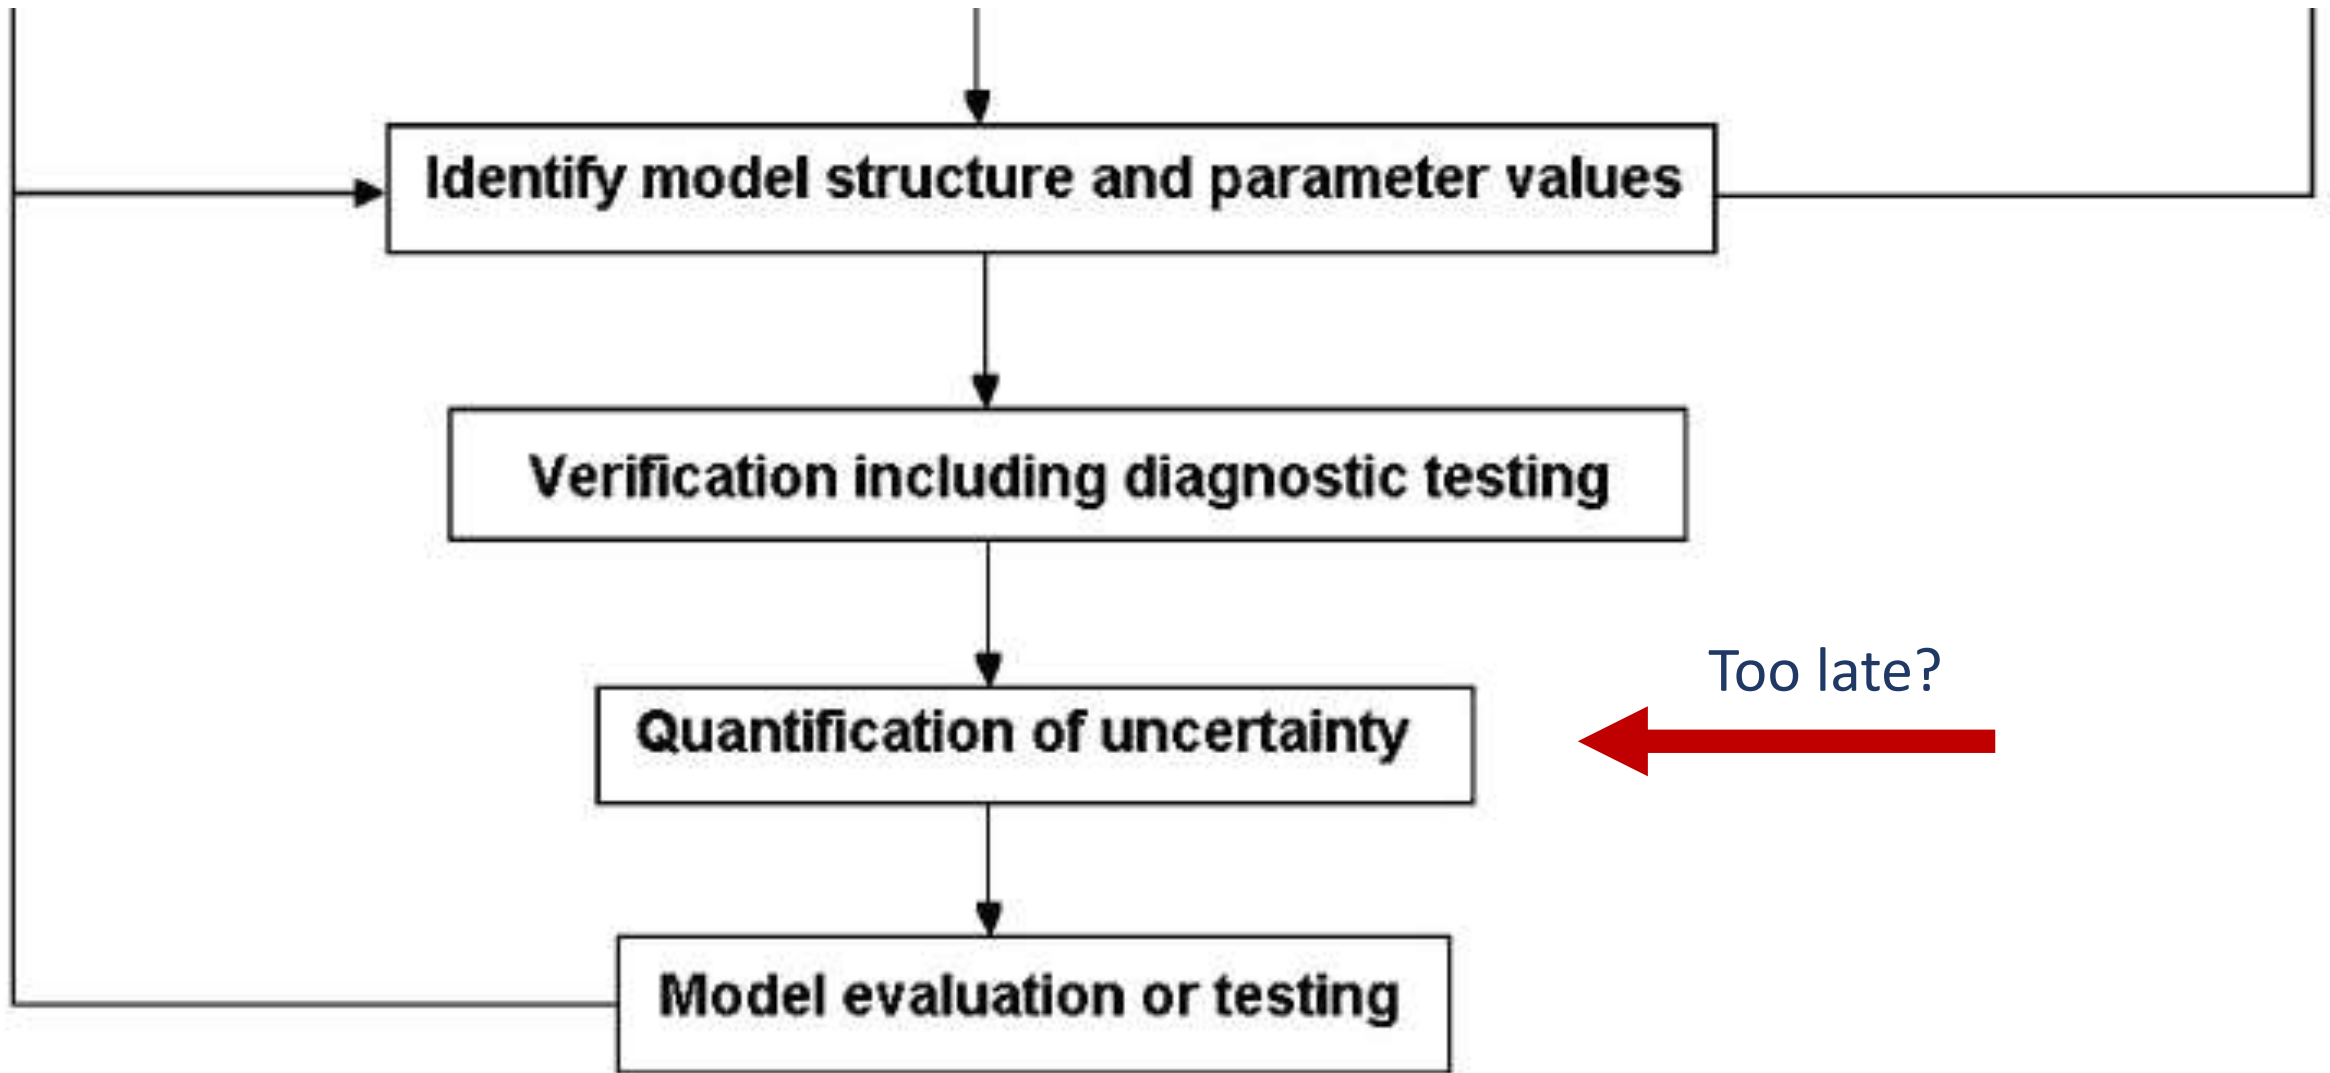 Identify model structure and parameter values
Verification including diagnostic testing
Too late?
Quantification of uncertainty
Model evaluation or testing